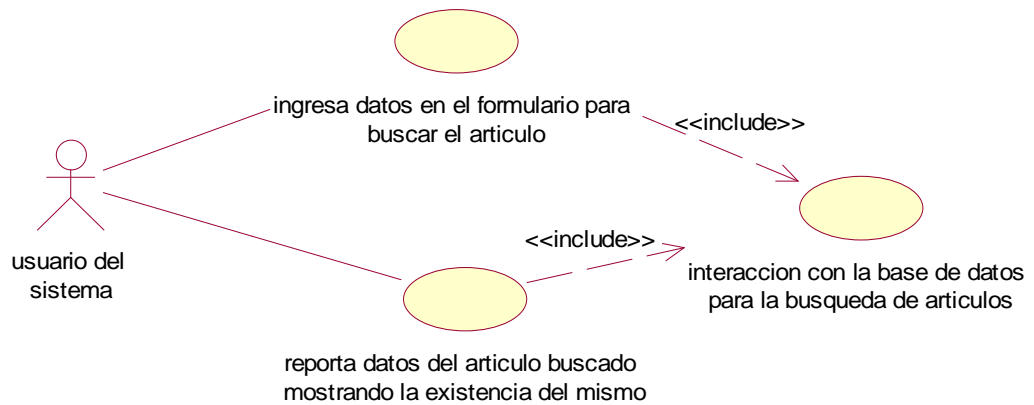 ingresa datos en el formulario para
buscar el articulo
<<include>>
usuario del
sistema
<<include>>
interaccion con la base de datos
para la busqueda de articulos
reporta datos del articulo buscado
mostrando la existencia del mismo